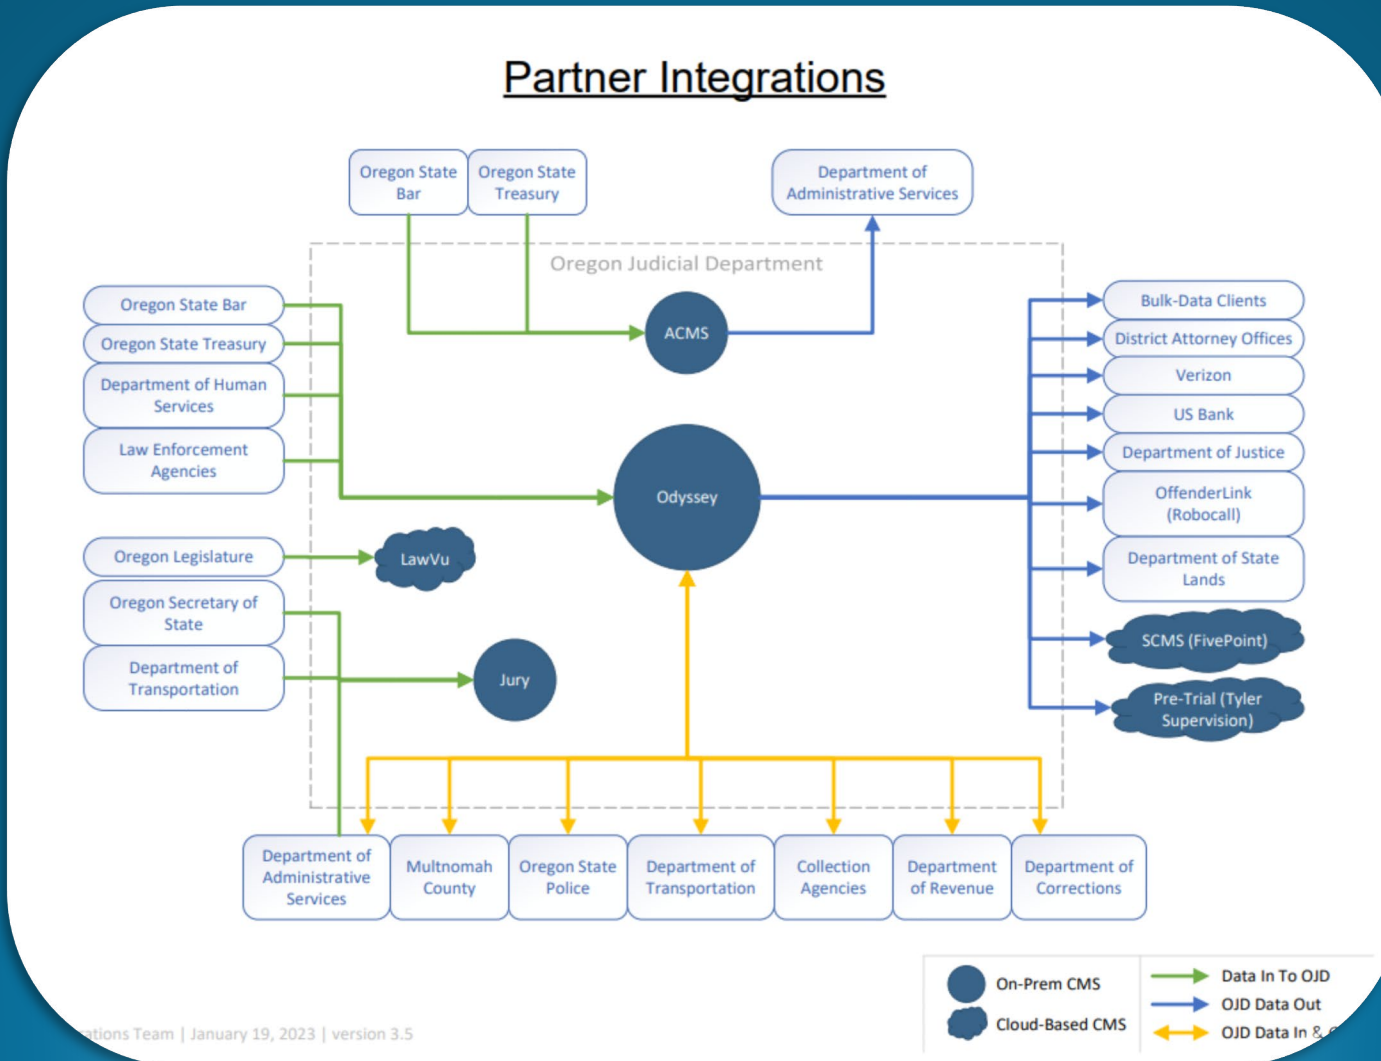 Partner Integrations
Oregon State
Bar
Oregon State
Treasury
Department of
Administrative Services
Oregon Judicial Department
ACMS
Oregon State Bar
Oregon State Treasury
Department of Human
Services
Law Enforcement
Agencies
Odyssey
Bulk-Data Clients
District Attorney Offices
Verizon
US Bank
Department of Justice
OffenderLink
(Robocall)
Department of State
Lands
SCMS (FivePoint)
Pre-Trial (Tyler
Supervision)
Oregon Legislature
LawVu
Oregon Secretary of
State
Department of
Transportation
Jury
Department of
Administrative
Services
Multnomah
County
Oregon State
Police
Department of
Transportation
Collection
Agencies
Department
of Revenue
Department of
Corrections
On-Prem CMS
Cloud-Based CMS
Data In To OJD
OJD Data Out
OJD Data In &
Team | January 19, 2023 | version 3.5